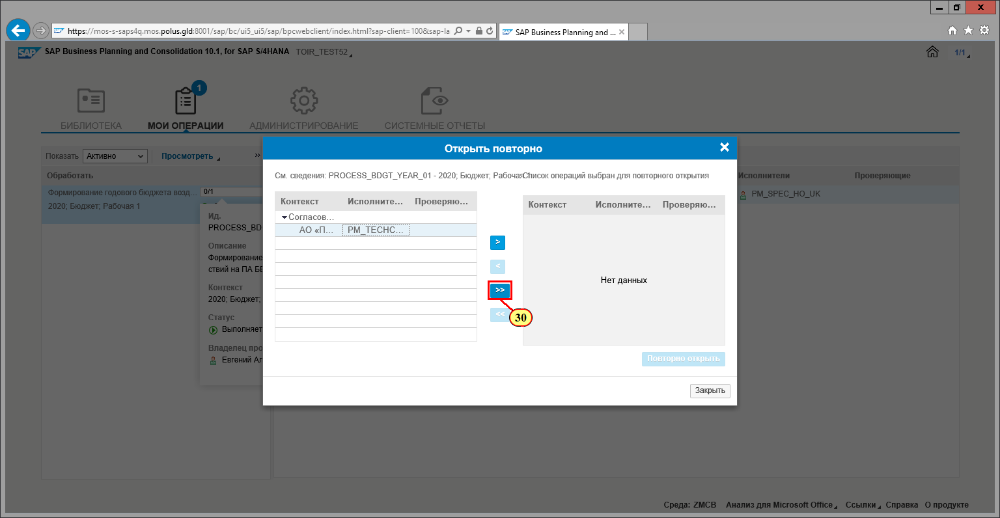 https://mos-s-saps4q.mos.polus.gld:8001/sap/bc/ui5_ui5/sap/bpcwebclient/index.html?sap-client=100&sap-la
SAP Business Planning and ...
SAP
SAP Business Planning and Consolidation 10.1, for SAP S/4HANA
TOIR_TEST52
1/1
1
БИБЛИОТЕКА
МОИ ОПЕРАЦИИ
АДМИНИСТРИРОВАНИЕ
СИСТЕМНЫЕ ОТЧЕТЫ
Показать
Активно
Просмотреть
»
Обработать
Формирование годового бюджета возд...
0/1
2020; Бюджет; Рабочая 1
Ид.
PROCESS_BD
Описание
Формирование
ствий на ПА Б
Контекст
2020; Бюджет;
Статус
Выполняет
Владелец про
Евгений Ал
Исполнители
Проверяющие
PM_SPEC_HO_UK
Открыть повторно
См. сведения: PROCESS_BDGT_YEAR_01 - 2020; Бюджет; Рабочая 1
Список операций выбран для повторного открытия
Контекст
Исполните...
Проверяю...
Согласов...
АО «П...
PM_TECHC...
>
<
>>
<<
30
Контекст
Исполните...
Проверяю...
Нет данных
Повторно открыть
Закрыть
Среда: ZMCB
Анализ для Microsoft Office
Ссылки
Справка
О продукте